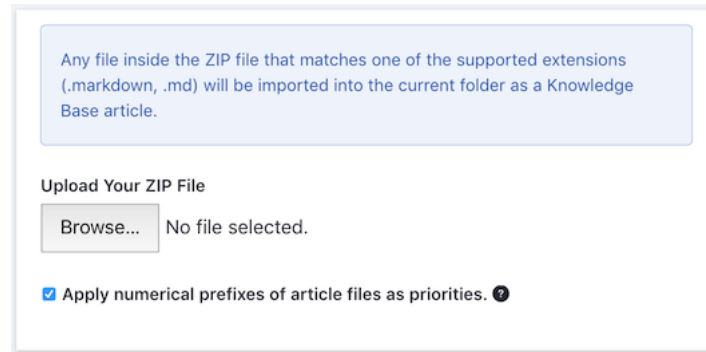 Any file inside the ZIP file that matches one of the supported extensions
(.markdown, .md) will be imported into the current folder as a Knowledge
Base article.
Upload Your ZIP File
Browse... No file selected.
Apply numerical prefixes of article files as priorities. ?